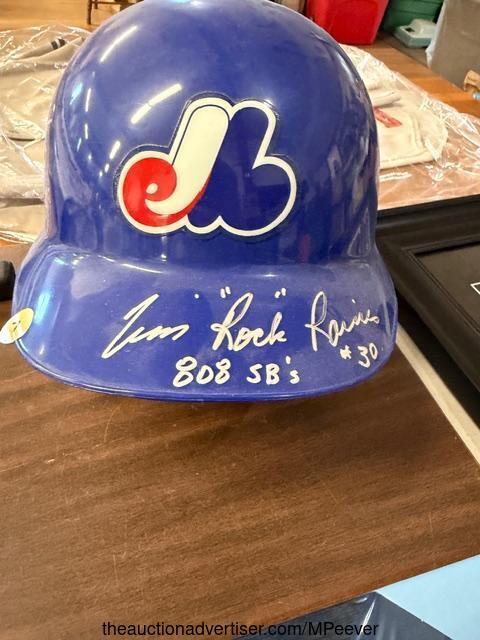 Tim "Rock" Raines
#30
808 SB's
theauctionadvertiser.com/MPeever